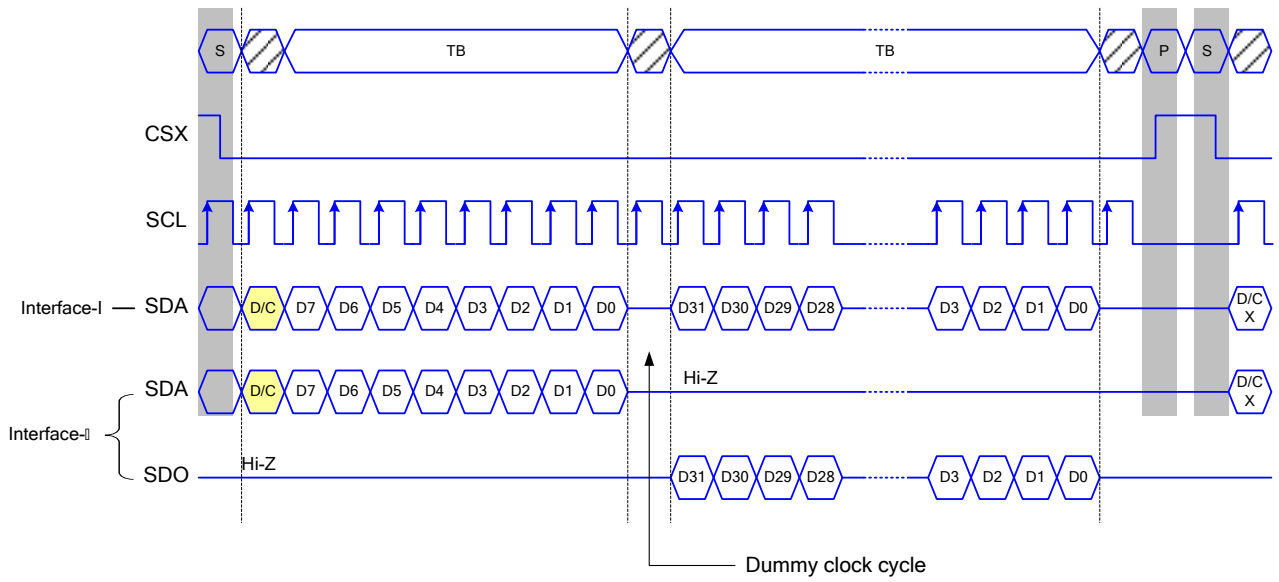 S TB TB P S
CSX
SCL
Interface-I SDA D/C D7 D6 D5 D4 D3 D2 D1 D0 D31 D30 D29 D28 D3 D2 D1 D0 D/C
X
SDA D/C D7 D6 D5 D4 D3 D2 D1 D0 Hi-Z D/C
X
Interface-▯
Hi-Z
SDO D31 D30 D29 D28 D3 D2 D1 D0
Dummy clock cycle